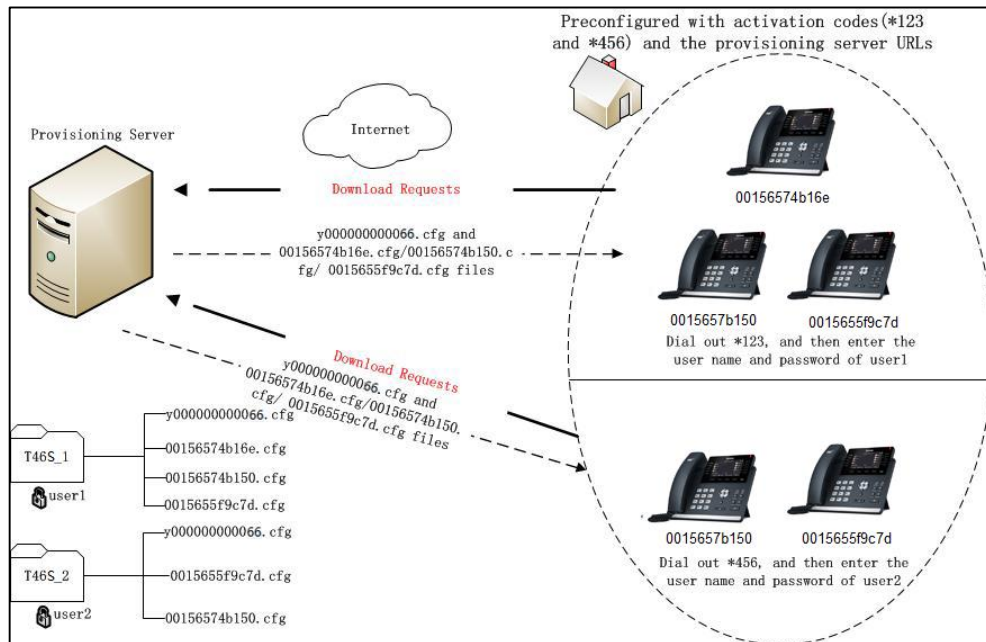 Preconfigured with activation codes(*123
and *456) and the provisioning server URLs
Provisioning Server
Internet
Download Requests
00156574b16e
y000000000066.cfg and
00156574b16e.cfg/00156574b150.c
fg/ 0015655f9c7d.cfg files
0015657b150
0015655f9c7d
Dial out *123, and then enter the
user name and password of user1
Download Requests
y000000000066.cfg and
00156574b16e.cfg/00156574b150.
cfg/ 0015655f9c7d.cfg files
T46S_1
user1
y000000000066.cfg
00156574b16e.cfg
00156574b150.cfg
0015655f9c7d.cfg
T46S_2
user2
y000000000066.cfg
0015655f9c7d.cfg
00156574b150.cfg
0015657b150
0015655f9c7d
Dial out *456, and then enter the
user name and password of user2